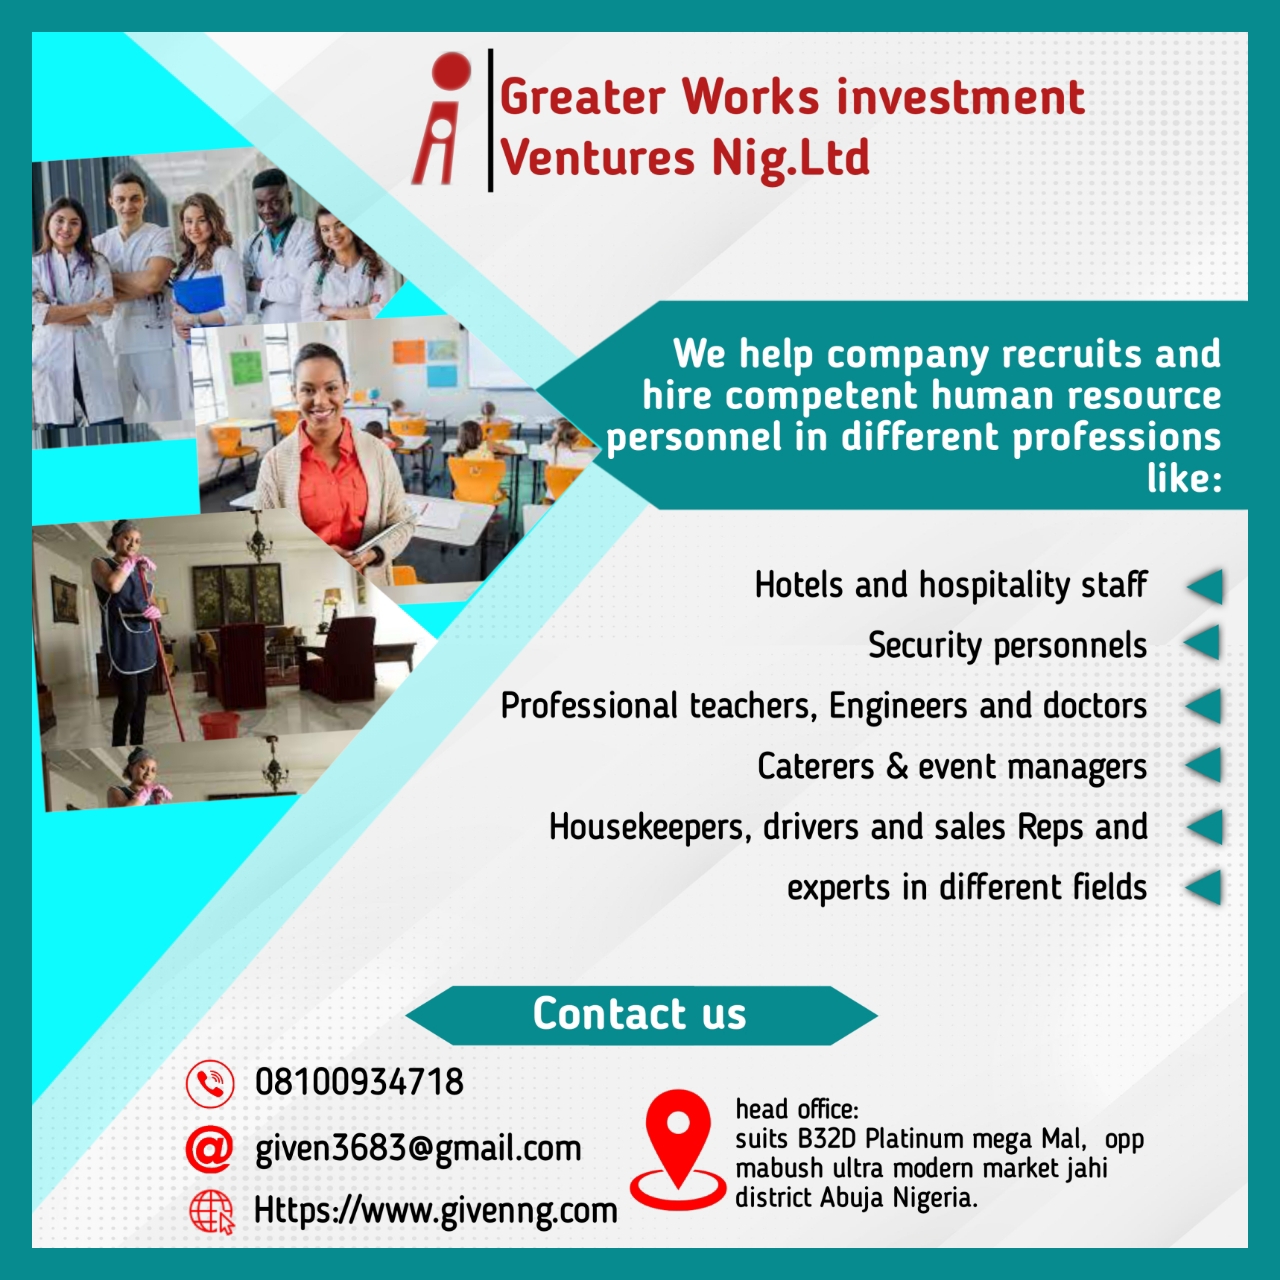 Greater Works investment
Ventures Nig.Ltd
We help company recruits and
hire competent human resource
personnel in different professions
like:
Hotels and hospitality staff
Security personnels
Professional teachers, Engineers and doctors
Caterers & event managers
Housekeepers, drivers and sales Reps and
experts in different fields
Contact us
08100934718
given3683@gmail.com
Https://www.givenng.com
head office:
suits B32D Platinum mega Mal,  opp
mabush ultra modern market jahi
district Abuja Nigeria.